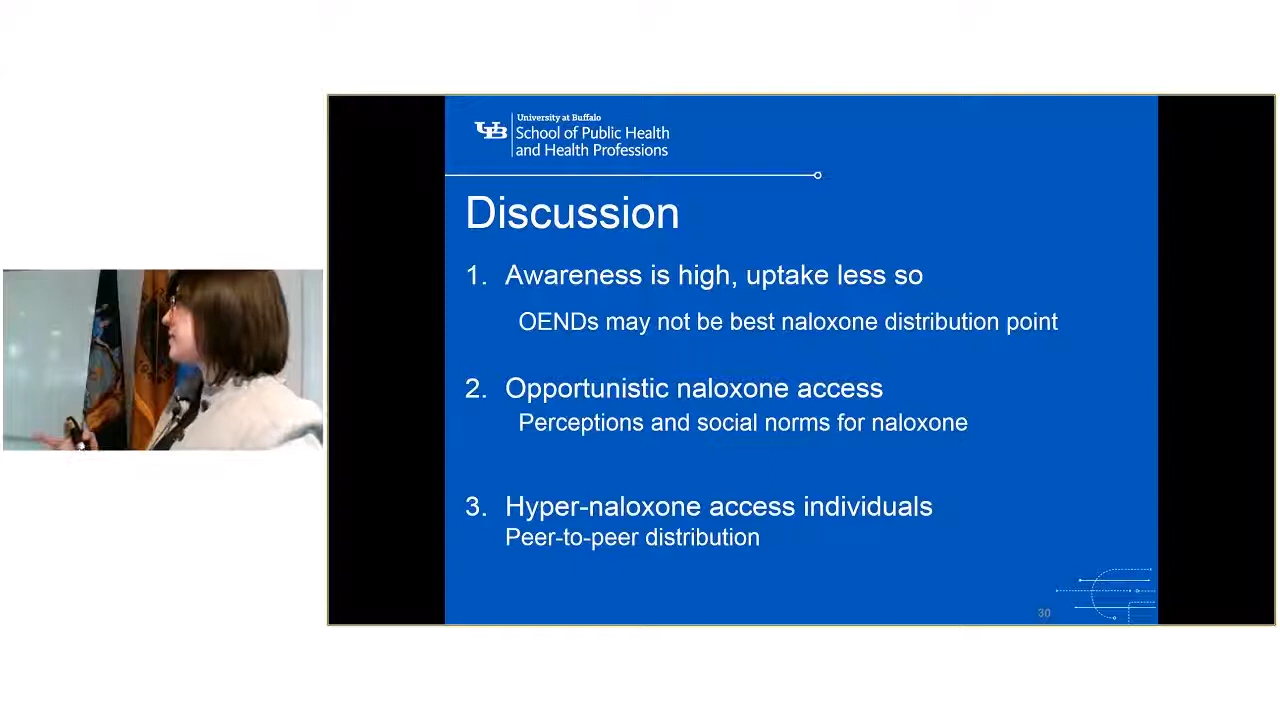 UB
University at Buffalo
School of Public Health
and Health Professions
Discussion
1. Awareness is high, uptake less so
OENDs may not be best naloxone distribution point
2. Opportunistic naloxone access
Perceptions and social norms for naloxone
3. Hyper-naloxone access individuals
Peer-to-peer distribution
30